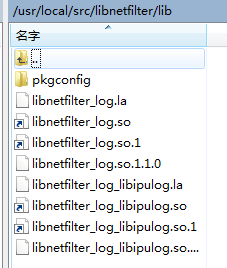 /usr/local/src/libnetfilter/lib
名字
..
pkgconfig
libnetfilter_log.la
libnetfilter_log.so
libnetfilter_log.so.1
libnetfilter_log.so.1.1.0
libnetfilter_log_libipulog.la
libnetfilter_log_libipulog.so
libnetfilter_log_libipulog.so.1
libnetfilter_log_libipulog.so....